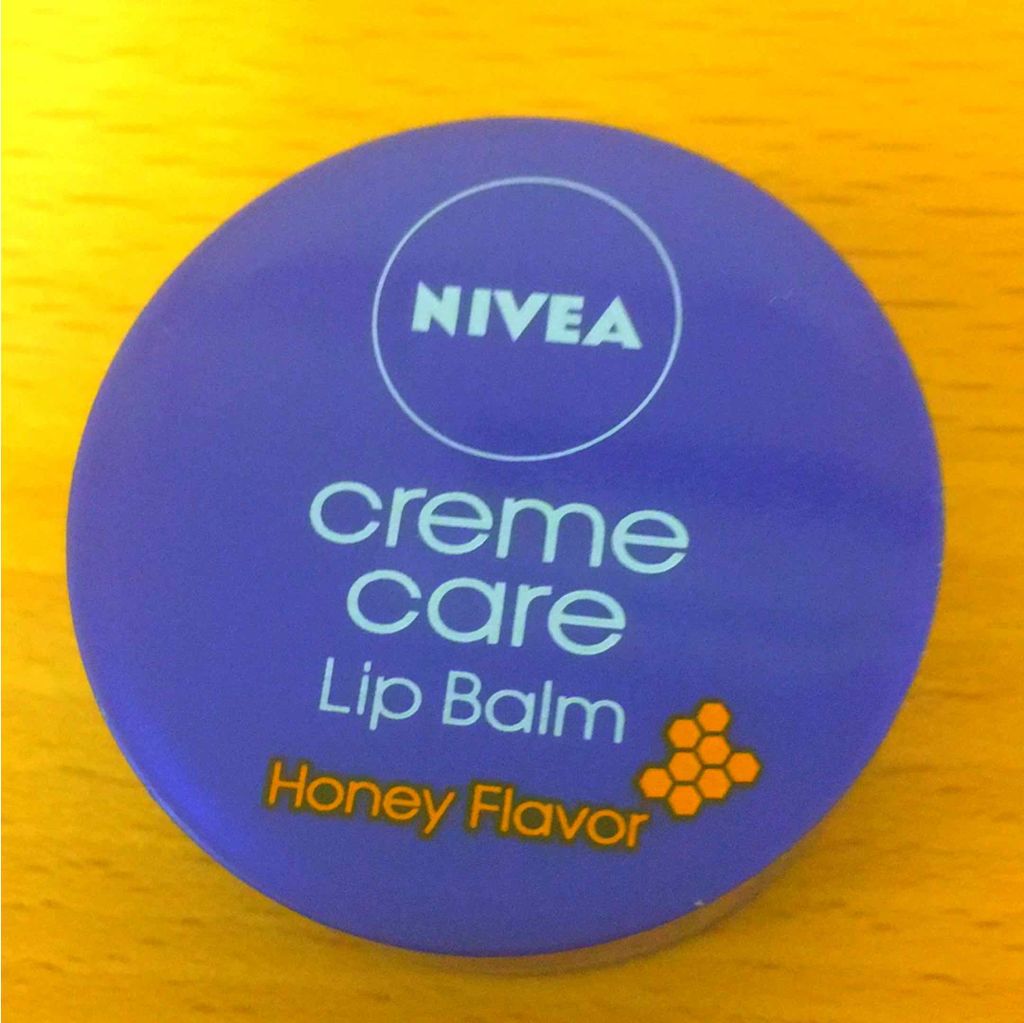 NIVEA
creme
care
Lip Balm
Honey Flavor